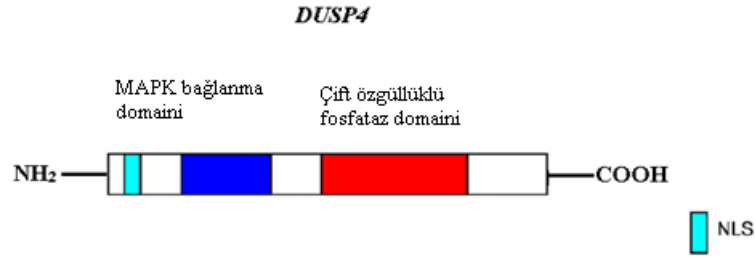 DUSP4
MAPK bağlanma
domaini
Çift özgüllüklü
fosfataz domaini
NH2
COOH
NLS